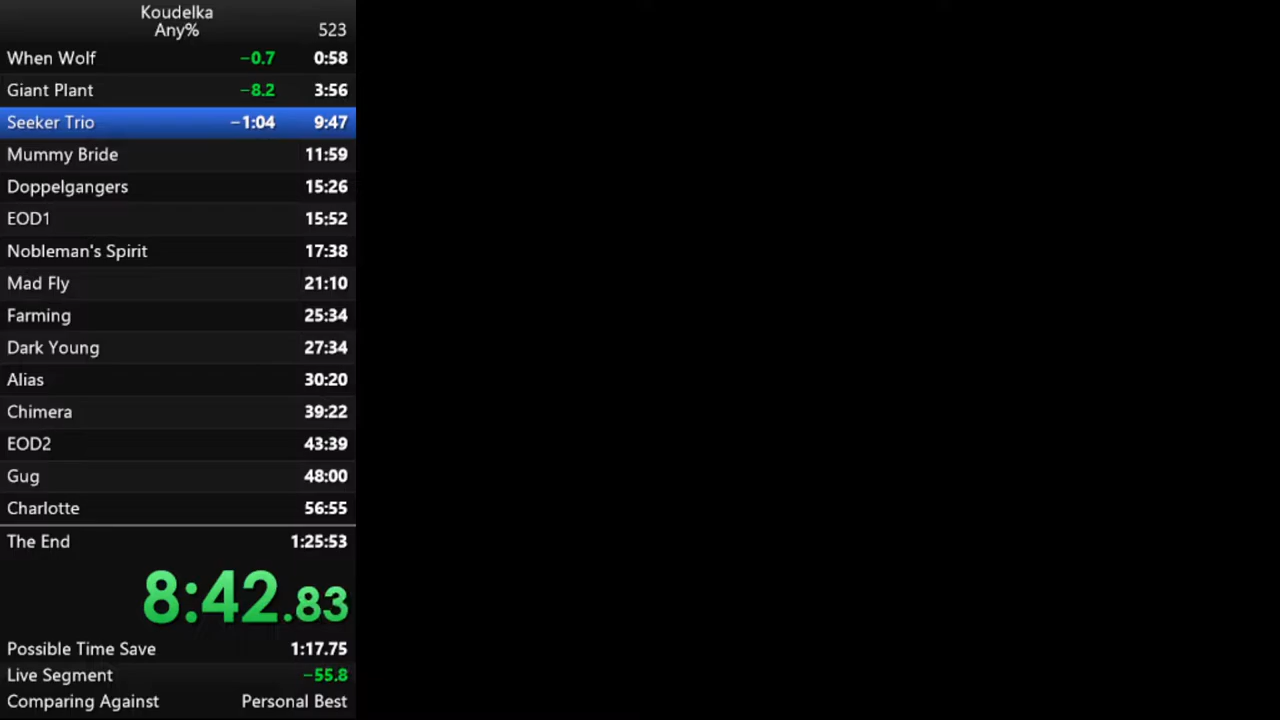 Koudelka
Any% 523
When Wolf −0.7 0:58
Giant Plant −8.2 3:56
Seeker Trio −1:04 9:47
Mummy Bride 11:59
Doppelgangers 15:26
EOD1 15:52
Nobleman's Spirit 17:38
Mad Fly 21:10
Farming 25:34
Dark Young 27:34
Alias 30:20
Chimera 39:22
EOD2 43:39
Gug 48:00
Charlotte 56:55
The End 1:25:53
8:42.83
Possible Time Save 1:17.75
Live Segment −55.8
Comparing Against Personal Best